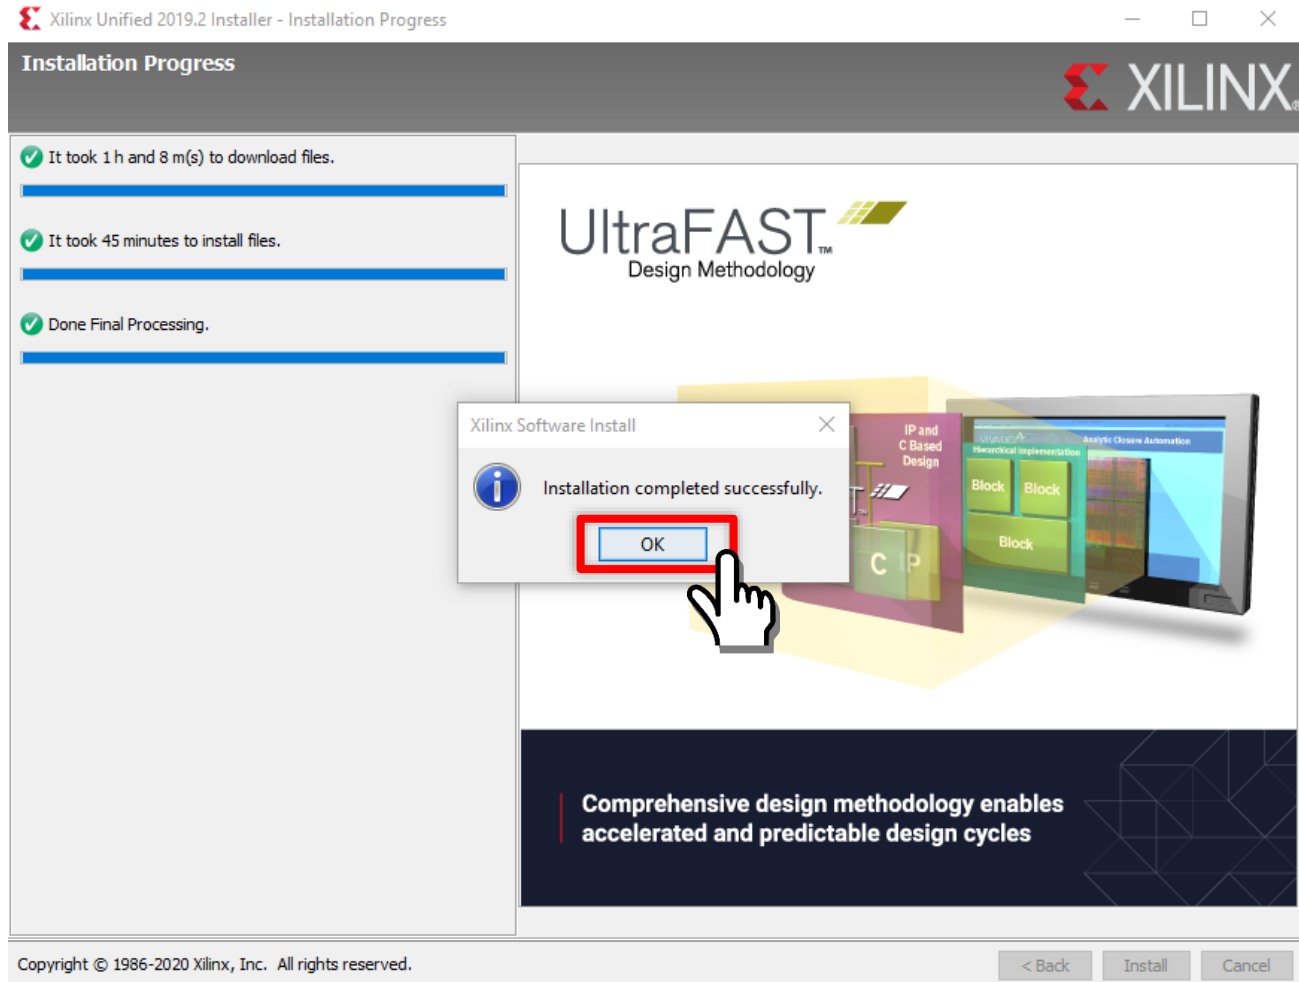 Xilinx Unified 2019.2 Installer - Installation Progress
Installation Progress
XILINX®
It took 1 h and 8 m(s) to download files.
It took 45 minutes to install files.
Done Final Processing.
UltraFAST™
Design Methodology
Xilinx Software Install
Installation completed successfully.
OK
IP and
C Based
Design
C IP
Analytic Closure Automation
Hierarchical Implementation
Block Block
Block
Comprehensive design methodology enables
accelerated and predictable design cycles
Copyright © 1986-2020 Xilinx, Inc. All rights reserved.
< Back Install Cancel